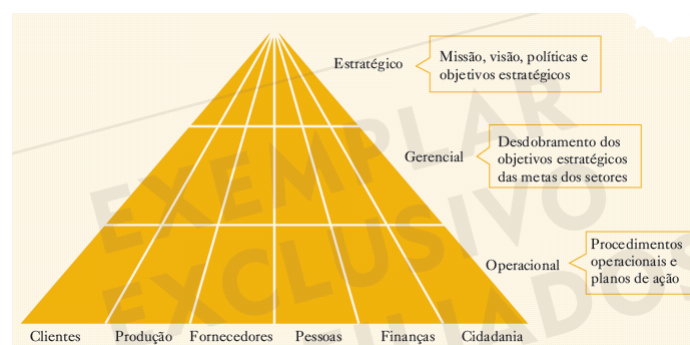 Estratégico
Missão, visão, políticas e
objetivos estratégicos
Gerencial
Desdobramento dos
objetivos estratégicos
das metas dos setores
Operacional
Procedimentos
operacionais e
planos de ação
Clientes
Produção
Fornecedores
Pessoas
Finanças
Cidadania
EXEMPLAR
EXCLUSIVO